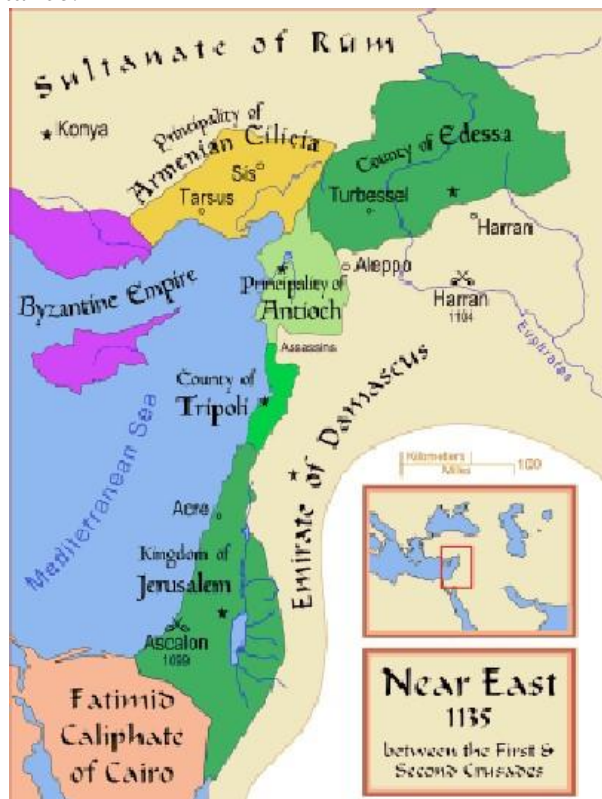 Sultanate of Rūm
Konya
Principality of
Armenian Cilicia
Sis
Tarsus
County of
Edessa
Turbessel
Harran
Aleppo
Harran
1104
Euphrates
Byzantine Empire
Principality of
Antioch
Assassins
County of
Tripoli
Emirate of Damascus
Mediterranean Sea
Kilometers
Miles
100
Acre
Kingdom of
Jerusalem
Ascalon
1099
Fatimid
Caliphate
of Cairo
Near East
1135
between the First &
Second Crusades